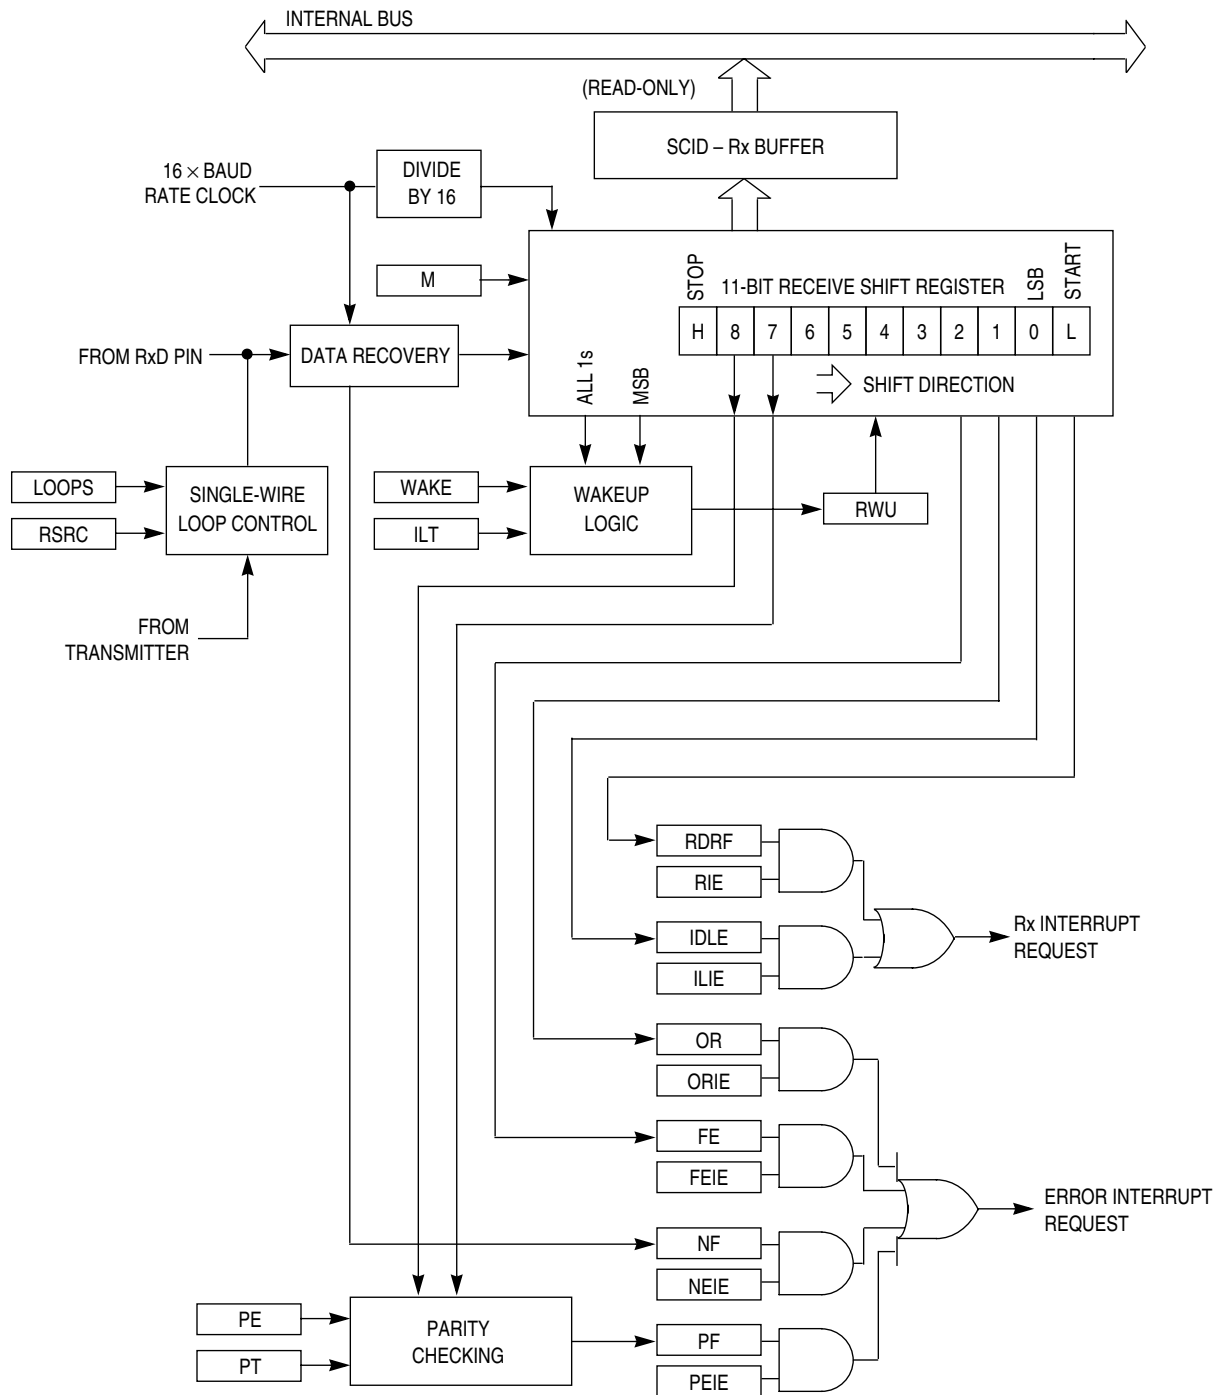 INTERNAL BUS
(READ-ONLY)
SCID – Rx BUFFER
16 × BAUD
RATE CLOCK
DIVIDE
BY 16
M
STOP
11-BIT RECEIVE SHIFT REGISTER
LSB
START
H 8 7 6 5 4 3 2 1 0 L
FROM RxD PIN
DATA RECOVERY
ALL 1s
MSB
SHIFT DIRECTION
LOOPS
RSRC
SINGLE-WIRE
LOOP CONTROL
WAKE
ILT
WAKEUP
LOGIC
RWU
FROM
TRANSMITTER
RDRF
RIE
IDLE
ILIE
Rx INTERRUPT
REQUEST
OR
ORIE
FE
FEIE
ERROR INTERRUPT
REQUEST
NF
NEIE
PE
PT
PARITY
CHECKING
PF
PEIE